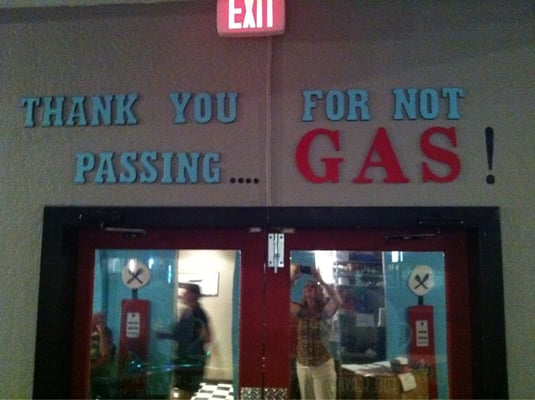 EXIT
THANK YOU FOR NOT
PASSING .... GAS!